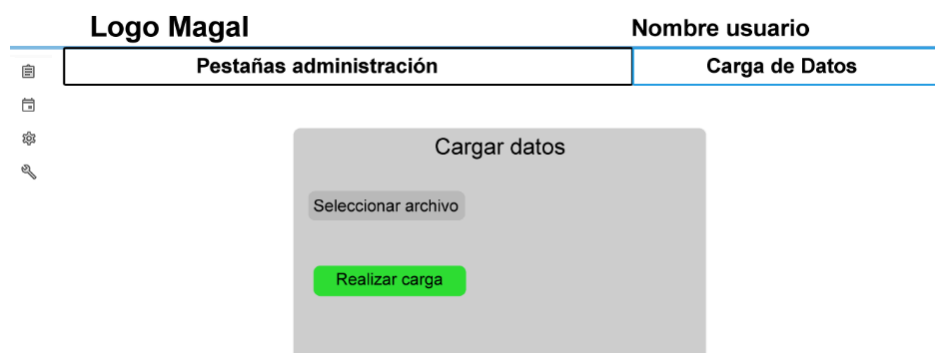 Logo Magal
Nombre usuario
Pestañas administración
Carga de Datos
Cargar datos
Seleccionar archivo
Realizar carga